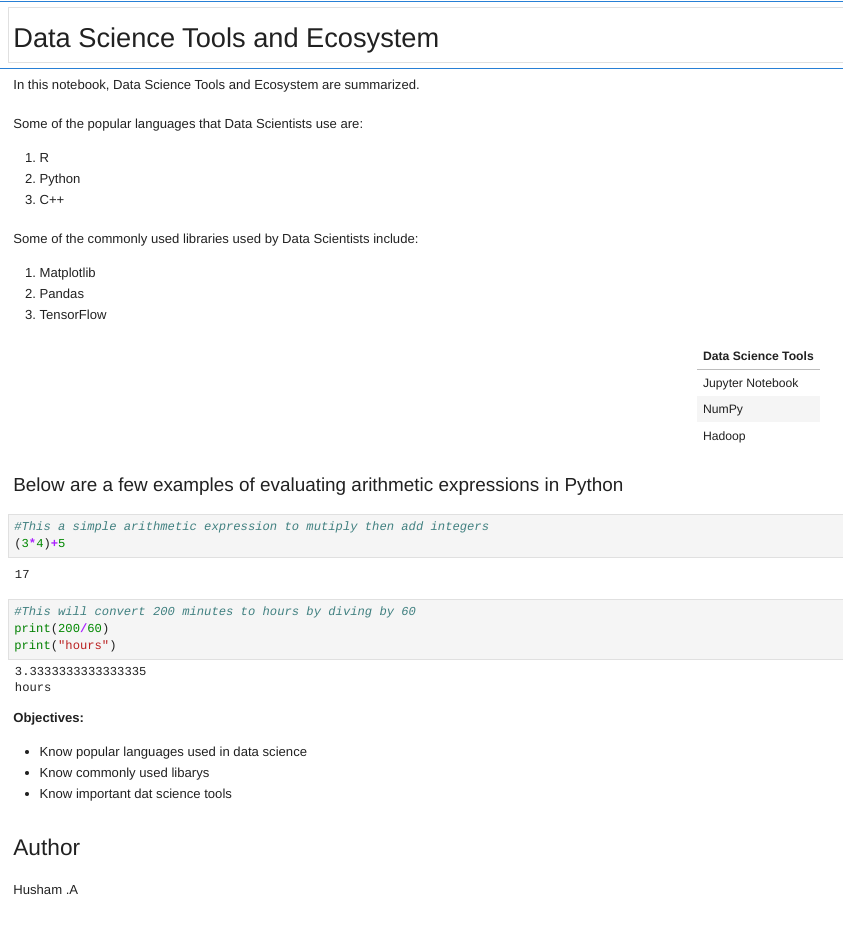 Data Science Tools and Ecosystem
In this notebook, Data Science Tools and Ecosystem are summarized.
Some of the popular languages that Data Scientists use are:
1. R
2. Python
3. C++
Some of the commonly used libraries used by Data Scientists include:
1. Matplotlib
2. Pandas
3. TensorFlow
Data Science Tools
Jupyter Notebook
NumPy
Hadoop
Below are a few examples of evaluating arithmetic expressions in Python
#This a simple arithmetic expression to mutiply then add integers
(3*4)+5
17
#This will convert 200 minutes to hours by diving by 60
print(200/60)
print("hours")
3.3333333333333335
hours
Objectives:
• Know popular languages used in data science
• Know commonly used libarys
• Know important dat science tools
Author
Husham .A